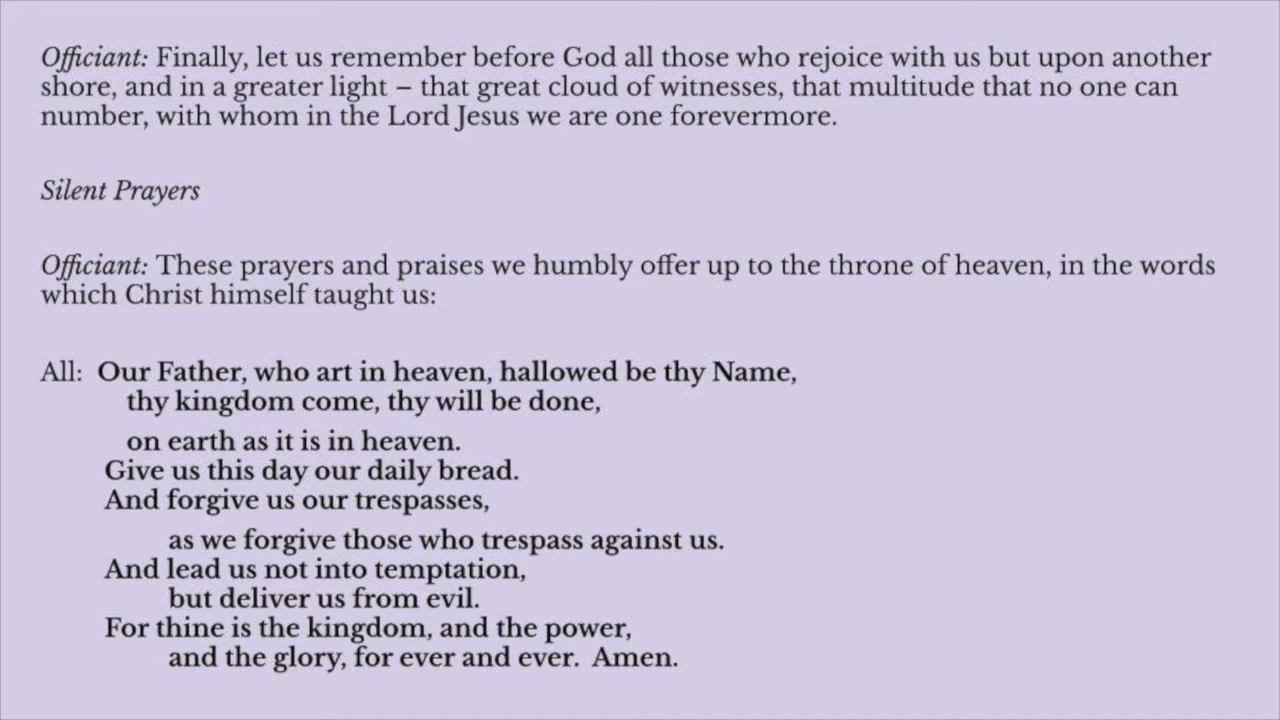 Officiant: Finally, let us remember before God all those who rejoice with us but upon another
shore, and in a greater light – that great cloud of witnesses, that multitude that no one can
number, with whom in the Lord Jesus we are one forevermore.
Silent Prayers
Officiant: These prayers and praises we humbly offer up to the throne of heaven, in the words
which Christ himself taught us:
All: Our Father, who art in heaven, hallowed be thy Name,
thy kingdom come, thy will be done,
on earth as it is in heaven.
Give us this day our daily bread.
And forgive us our trespasses,
as we forgive those who trespass against us.
And lead us not into temptation,
but deliver us from evil.
For thine is the kingdom, and the power,
and the glory, for ever and ever. Amen.